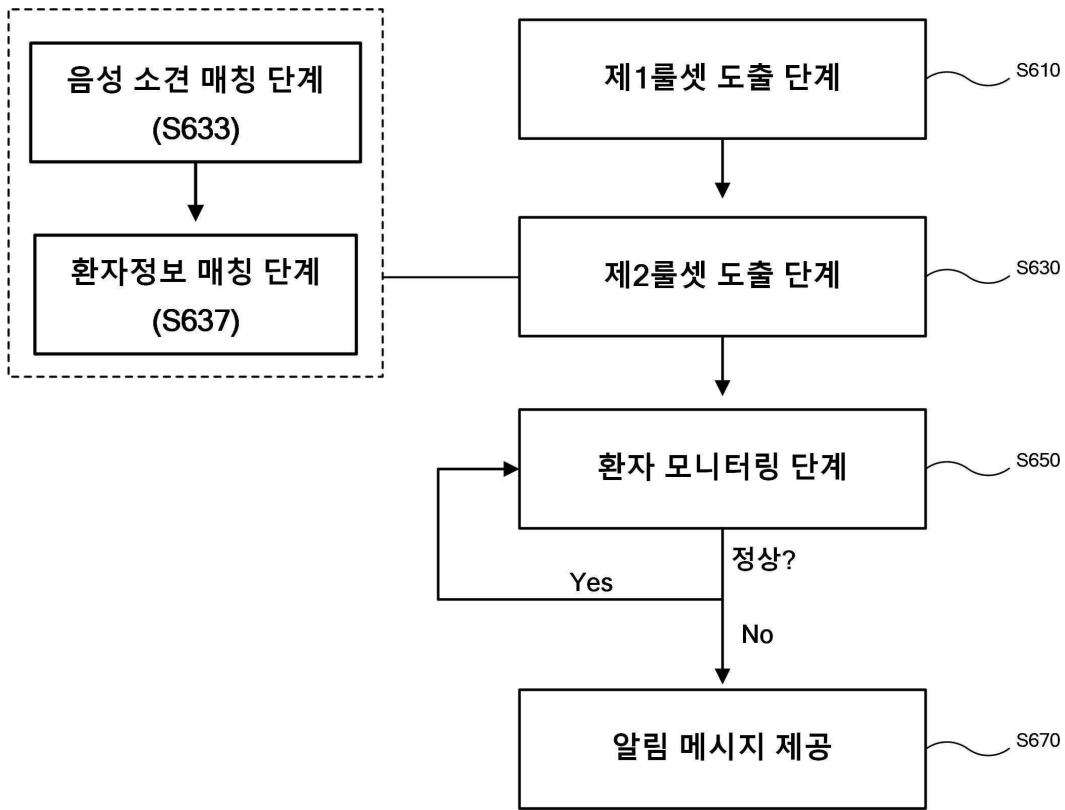 음성 소견 매칭 단계
(S633)
환자정보 매칭 단계
(S637)
제1룰셋 도출 단계
S610
제2룰셋 도출 단계
S630
환자 모니터링 단계
S650
정상?
Yes
No
알림 메시지 제공
S670